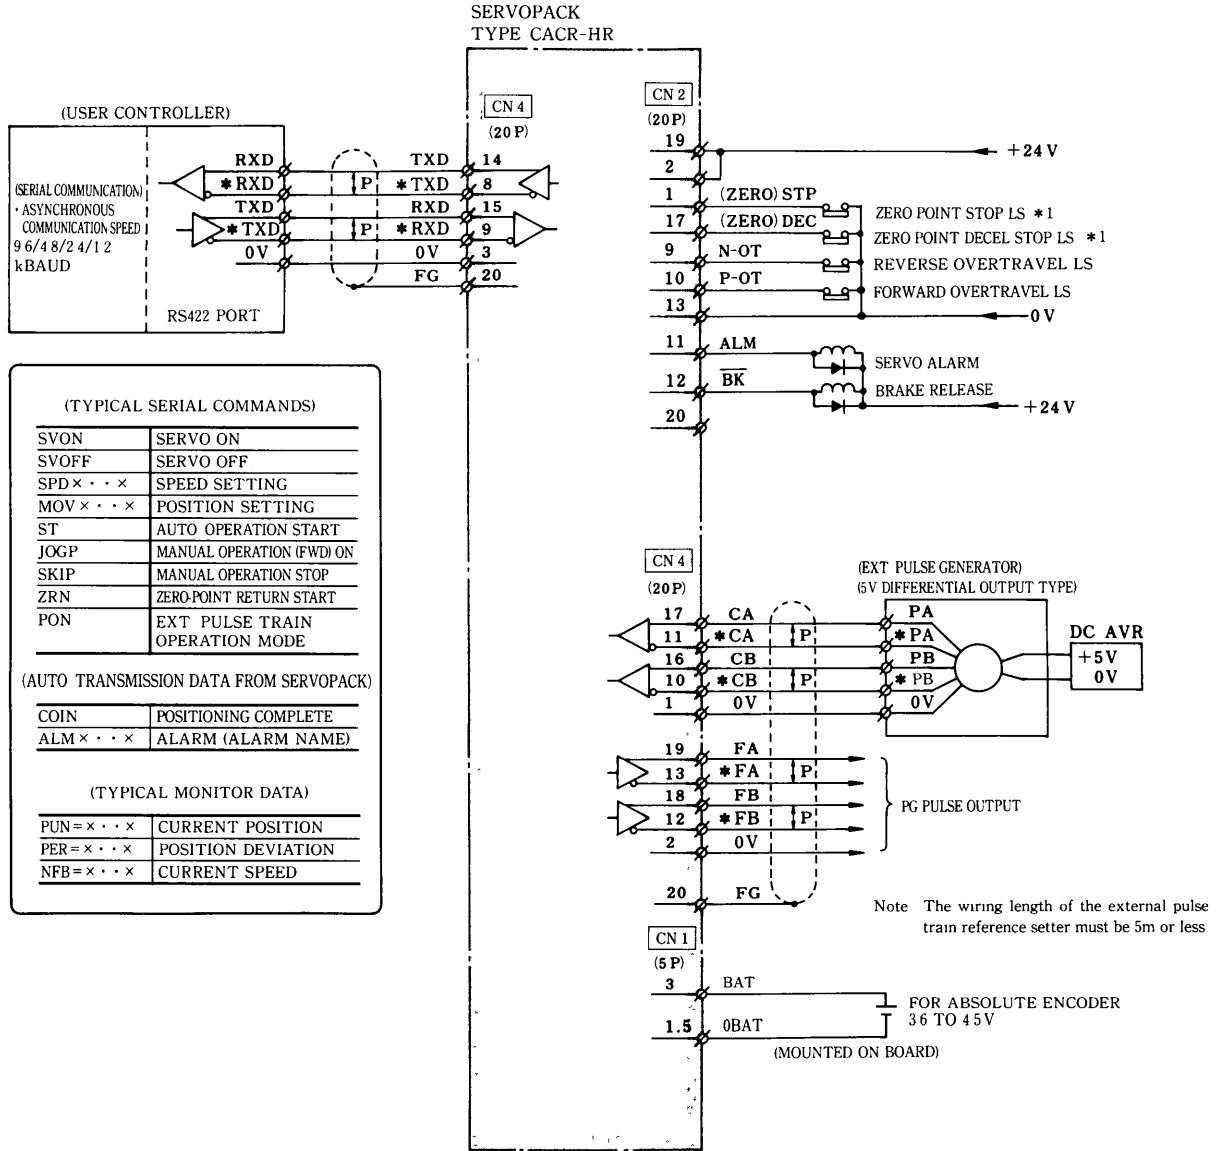 SERVOPACK
TYPE CACR-HR
(USER CONTROLLER)
(SERIAL COMMUNICATION)
· ASYNCHRONOUS
COMMUNICATION SPEED
9 6/4 8/2 4/1 2
kBAUD
RS422 PORT
RXD
*RXD
TXD
*TXD
0V
P
P
CN 4
(20 P)
TXD 14
*TXD 8
RXD 15
*RXD 9
0V 3
FG 20
(TYPICAL SERIAL COMMANDS)
SVON SERVO ON
SVOFF SERVO OFF
SPD× · · × SPEED SETTING
MOV× · · × POSITION SETTING
ST AUTO OPERATION START
JOGP MANUAL OPERATION (FWD) ON
SKIP MANUAL OPERATION STOP
ZRN ZERO-POINT RETURN START
PON EXT PULSE TRAIN
OPERATION MODE
(AUTO TRANSMISSION DATA FROM SERVOPACK)
COIN POSITIONING COMPLETE
ALM× · · × ALARM (ALARM NAME)
(TYPICAL MONITOR DATA)
PUN=× · · × CURRENT POSITION
PER=× · · × POSITION DEVIATION
NFB=× · · × CURRENT SPEED
CN 2
(20P)
19 +24V
2
1 (ZERO) STP ZERO POINT STOP LS *1
17 (ZERO) DEC ZERO POINT DECEL STOP LS *1
9 N-OT REVERSE OVERTRAVEL LS
10 P-OT FORWARD OVERTRAVEL LS
13 0V
11 ALM SERVO ALARM
12 BK BRAKE RELEASE
+24V
20
CN 4
(20P)
(EXT PULSE GENERATOR)
(5V DIFFERENTIAL OUTPUT TYPE)
17 CA PA
11 *CA P *PA
16 CB PB
10 *CB P *PB
1 0V 0V
DC AVR
+5V
0V
19 FA
13 *FA P
18 FB
12 *FB P
2 0V
PG PULSE OUTPUT
20 FG
Note The wiring length of the external pulse
train reference setter must be 5m or less
CN 1
(5P)
3 BAT
1.5 0BAT
FOR ABSOLUTE ENCODER
3 6 TO 4 5V
(MOUNTED ON BOARD)